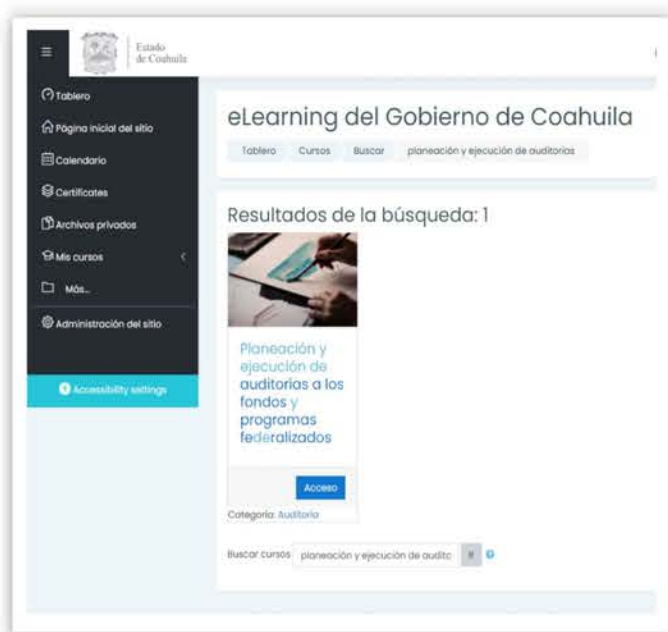 Estado
de Coahuila
Tablero
Página inicial del sitio
Calendario
Certificates
Archivos privados
Mis cursos
Más...
Administración del sitio
Accessibility settings
eLearning del Gobierno de Coahuila
Tablero Cursos Buscar planeación y ejecución de auditorias
Resultados de la búsqueda: 1
Planeación y
ejecución de
auditorias a los
fondos y
programas
federalizados
Acceso
Categoría: Auditoria
Buscar cursos planeación y ejecución de audito